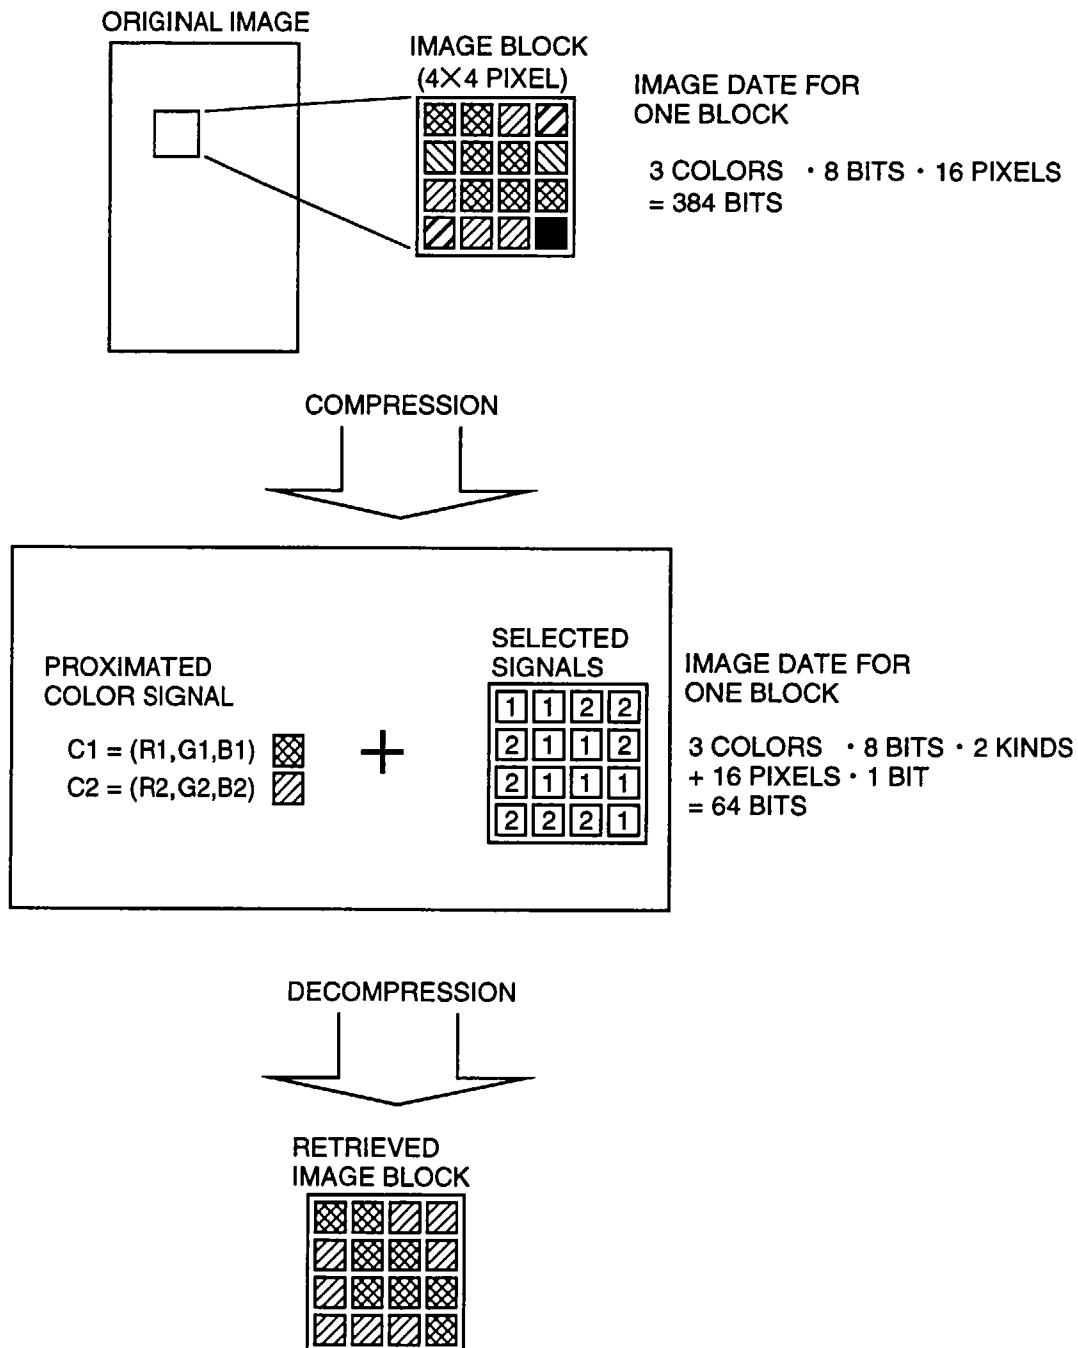 ORIGINAL IMAGE
IMAGE BLOCK
(4×4 PIXEL)
IMAGE DATE FOR
ONE BLOCK
3 COLORS ・8 BITS・16 PIXELS
= 384 BITS
COMPRESSION
PROXIMATED
COLOR SIGNAL
C1 = (R1,G1,B1)
C2 = (R2,G2,B2)
+
SELECTED
SIGNALS
1 1 2 2
2 1 1 2
2 1 1 1
2 2 2 1
IMAGE DATE FOR
ONE BLOCK
3 COLORS ・8 BITS・2 KINDS
+ 16 PIXELS・1 BIT
= 64 BITS
DECOMPRESSION
RETRIEVED
IMAGE BLOCK